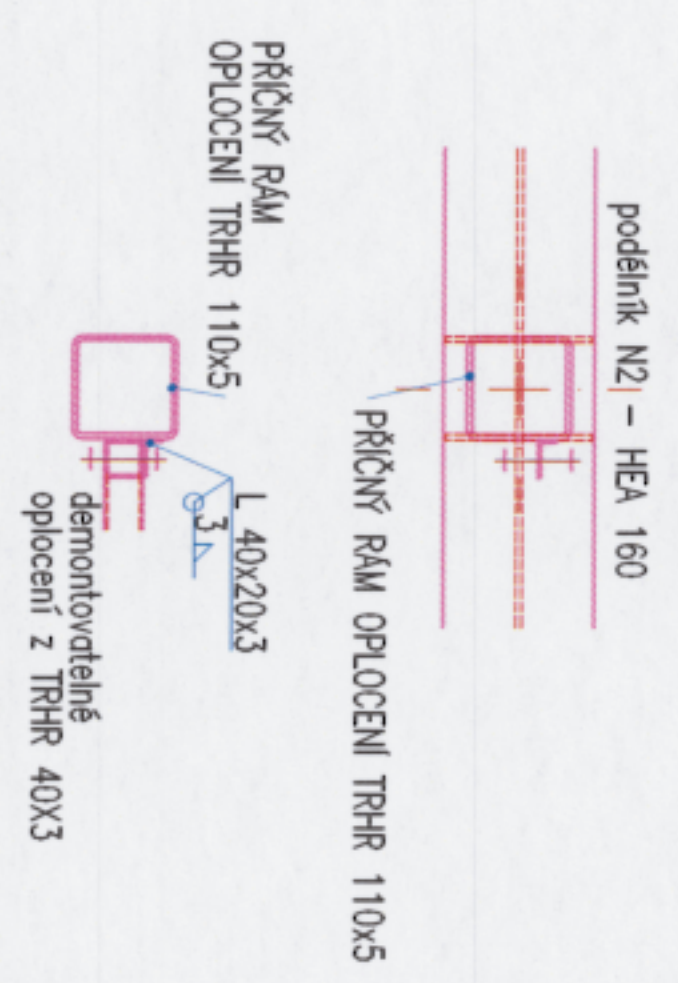 podélník N2 – HEA 160
PŘÍČNÝ RÁM OPLOCENÍ TRHR 110x5
PŘÍČNÝ RÁM
OPLOCENÍ TRHR 110x5
L 40x20x3
3
demontovatelné
oplocení z TRHR 40X3